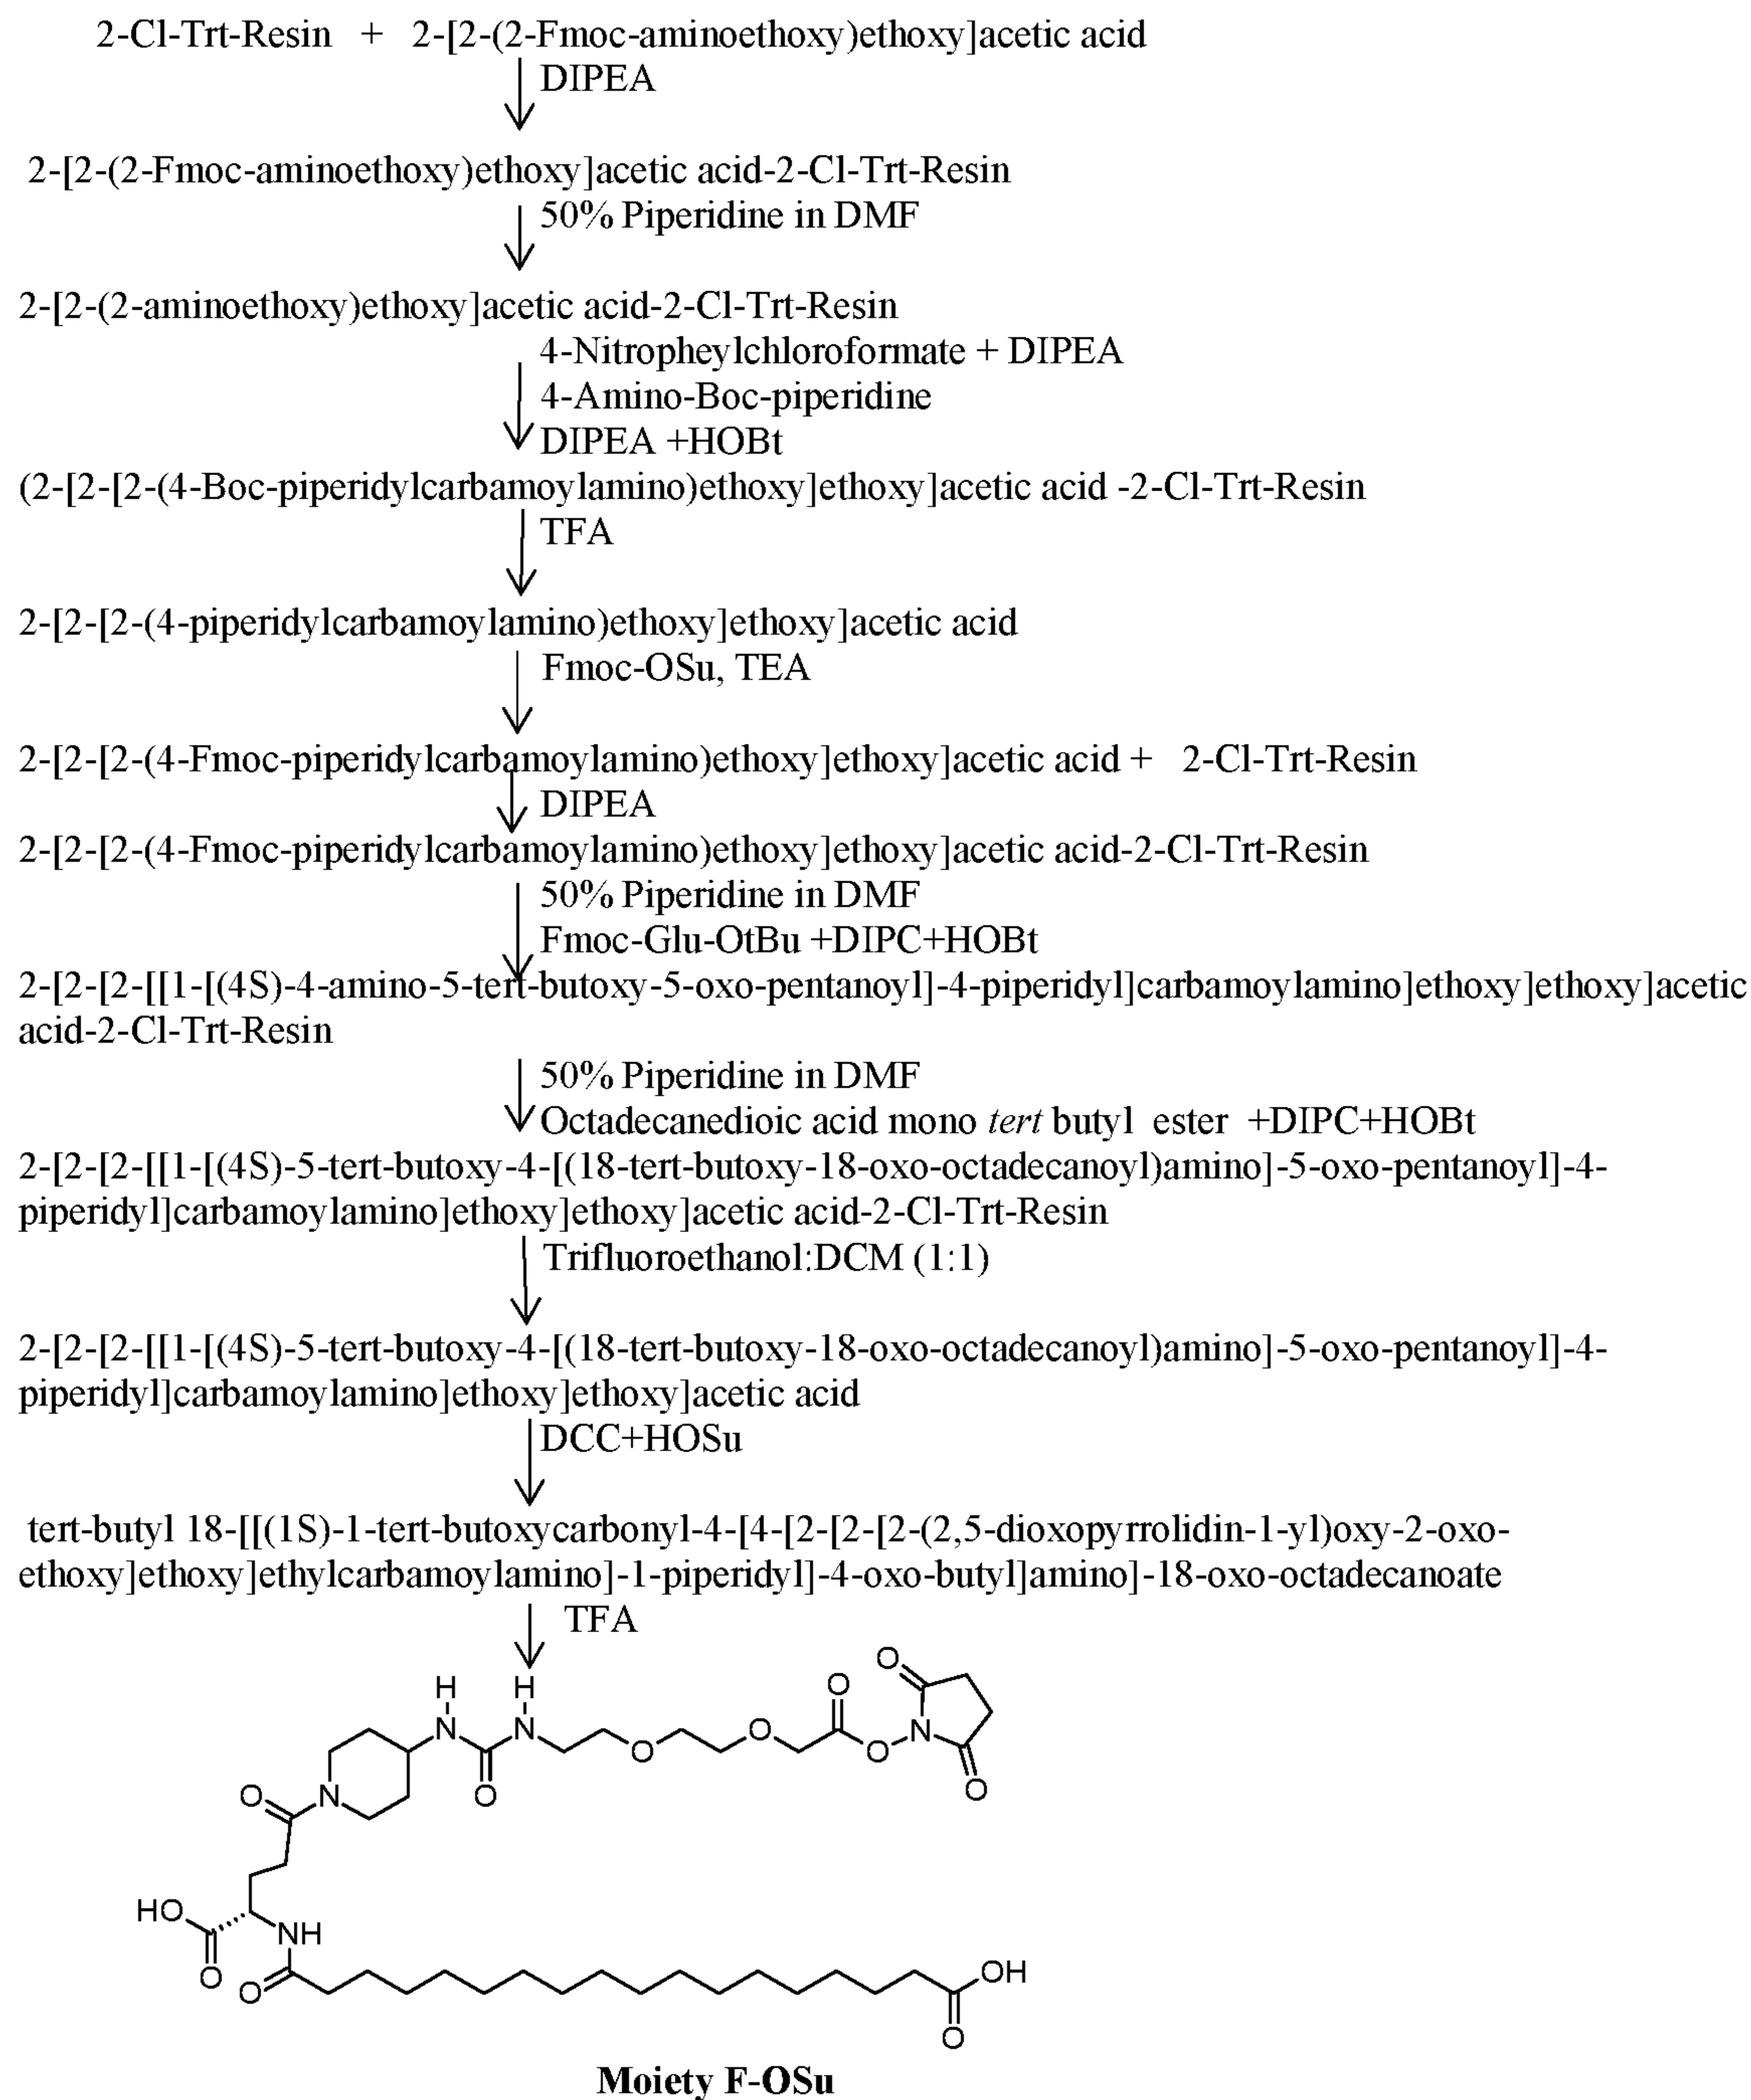 2-Cl-Trt-Resin + 2-[2-(2-Fmoc-aminoethoxy)ethoxy]acetic acid
DIPEA
2-[2-(2-Fmoc-aminoethoxy)ethoxy]acetic acid-2-Cl-Trt-Resin
50% Piperidine in DMF
2-[2-(2-aminoethoxy)ethoxy]acetic acid-2-Cl-Trt-Resin
4-Nitropheylchloroformate + DIPEA
4-Amino-Boc-piperidine
DIPEA +HOBt
(2-[2-[2-(4-Boc-piperidylcarbamoylamino)ethoxy]ethoxy]acetic acid -2-Cl-Trt-Resin
TFA
2-[2-[2-(4-piperidylcarbamoylamino)ethoxy]ethoxy]acetic acid
Fmoc-OSu, TEA
2-[2-[2-(4-Fmoc-piperidylcarbamoylamino)ethoxy]ethoxy]acetic acid + 2-Cl-Trt-Resin
DIPEA
2-[2-[2-(4-Fmoc-piperidylcarbamoylamino)ethoxy]ethoxy]acetic acid-2-Cl-Trt-Resin
50% Piperidine in DMF
Fmoc-Glu-OtBu +DIPC+HOBt
2-[2-[2-[[1-[(4S)-4-amino-5-tert-butoxy-5-oxo-pentanoyl]-4-piperidyl]carbamoylamino]ethoxy]ethoxy]acetic
acid-2-Cl-Trt-Resin
50% Piperidine in DMF
Octadecanedioic acid mono tert butyl ester +DIPC+HOBt
2-[2-[2-[[1-[(4S)-5-tert-butoxy-4-[(18-tert-butoxy-18-oxo-octadecanoyl)amino]-5-oxo-pentanoyl]-4-
piperidyl]carbamoylamino]ethoxy]ethoxy]acetic acid-2-Cl-Trt-Resin
Trifluoroethanol:DCM (1:1)
2-[2-[2-[[1-[(4S)-5-tert-butoxy-4-[(18-tert-butoxy-18-oxo-octadecanoyl)amino]-5-oxo-pentanoyl]-4-
piperidyl]carbamoylamino]ethoxy]ethoxy]acetic acid
DCC+HOSu
tert-butyl 18-[[(1S)-1-tert-butoxycarbonyl-4-[4-[2-[2-[2-(2,5-dioxopyrrolidin-1-yl)oxy-2-oxo-
ethoxy]ethoxy]ethylcarbamoylamino]-1-piperidyl]-4-oxo-butyl]amino]-18-oxo-octadecanoate
TFA
O
H H O
N N O N
O O
O N O O
HO
NH
O
O OH
O
Moiety F-OSu